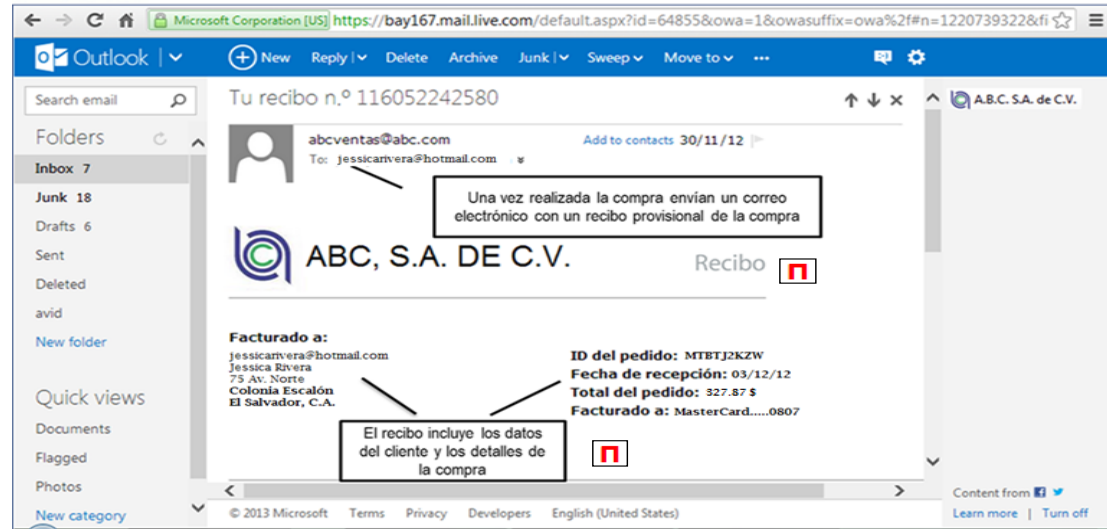 Microsoft Corporation [US] https://bay167.mail.live.com/default.aspx?id=64855&owa=1&owasuffix=owa%2f#n=1220739322&fi
Outlook
New Reply Delete Archive Junk Sweep Move to •••
Search email
Folders
Inbox 7
Junk 18
Drafts 6
Sent
Deleted
avid
New folder
Quick views
Documents
Flagged
Photos
New category
Tu recibo n.º 116052242580
abcventas@abc.com Add to contacts 30/11/12
To: jessicarivera@hotmail.com
Una vez realizada la compra envían un correo
electrónico con un recibo provisional de la compra
ABC, S.A. DE C.V.
Recibo
П
Facturado a:
jessicarivera@hotmail.com
Jessica Rivera
75 Av. Norte
Colonia Escalón
El Salvador, C.A.
ID del pedido: MTBTJ2KZW
Fecha de recepción: 03/12/12
Total del pedido: 327.87 $
Facturado a: MasterCard.....0807
El recibo incluye los datos
del cliente y los detalles de
la compra
П
© 2013 Microsoft Terms Privacy Developers English (United States)
A.B.C. S.A. de C.V.
Content from
Learn more | Turn off